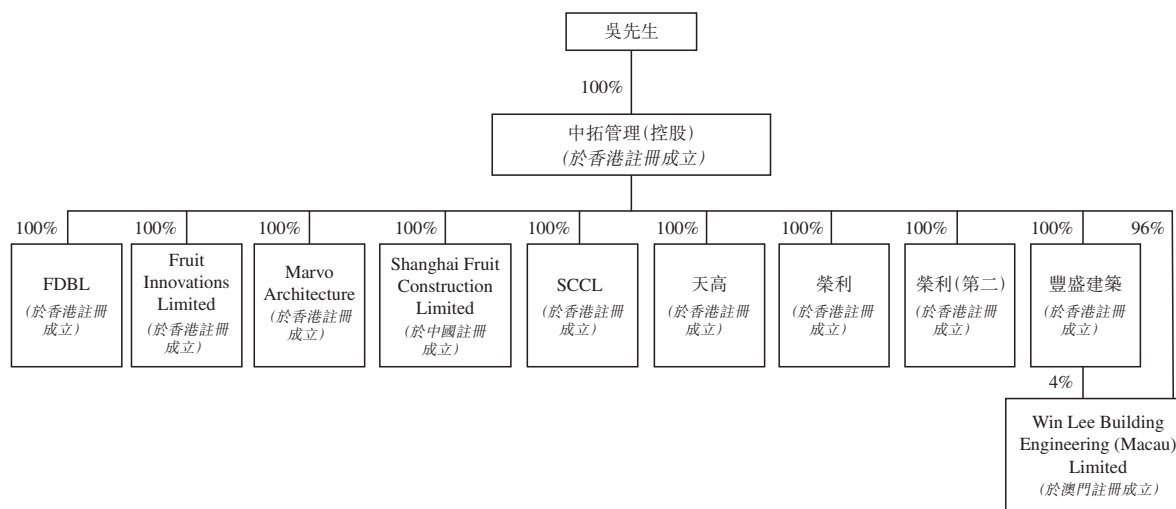 吳先生
100%
中拓管理(控股)
(於香港註冊成立)
100%
100%
100%
100%
100%
100%
100%
100%
100%
96%
FDBL
(於香港註冊
成立)
Fruit
Innovations
Limited
(於香港註冊
成立)
Marvo
Architecture
(於香港註冊
成立)
Shanghai Fruit
Construction
Limited
(於中國註冊
成立)
SCCL
(於香港註冊
成立)
天高
(於香港註冊
成立)
榮利
(於香港註冊
成立)
榮利(第二)
(於香港註冊
成立)
豐盛建築
(於香港註冊
成立)
4%
Win Lee Building
Engineering (Macau)
Limited
(於澳門註冊成立)